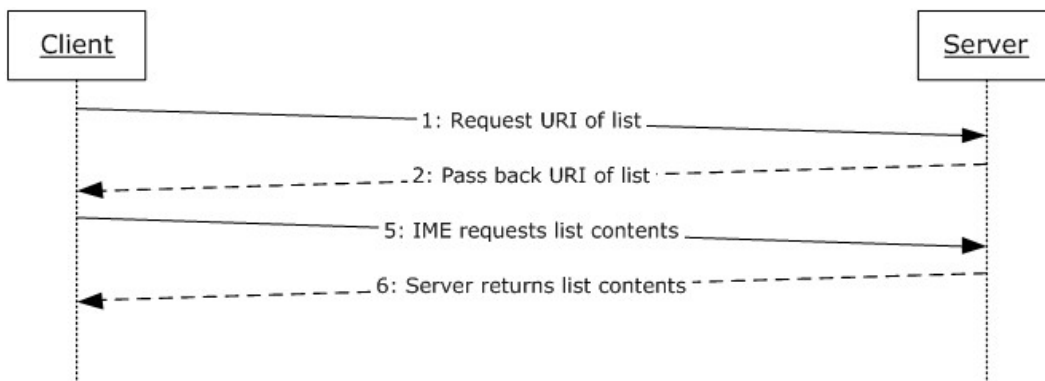 Client
Server
1: Request URI of list
2: Pass back URI of list
5: IME requests list contents
6: Server returns list contents